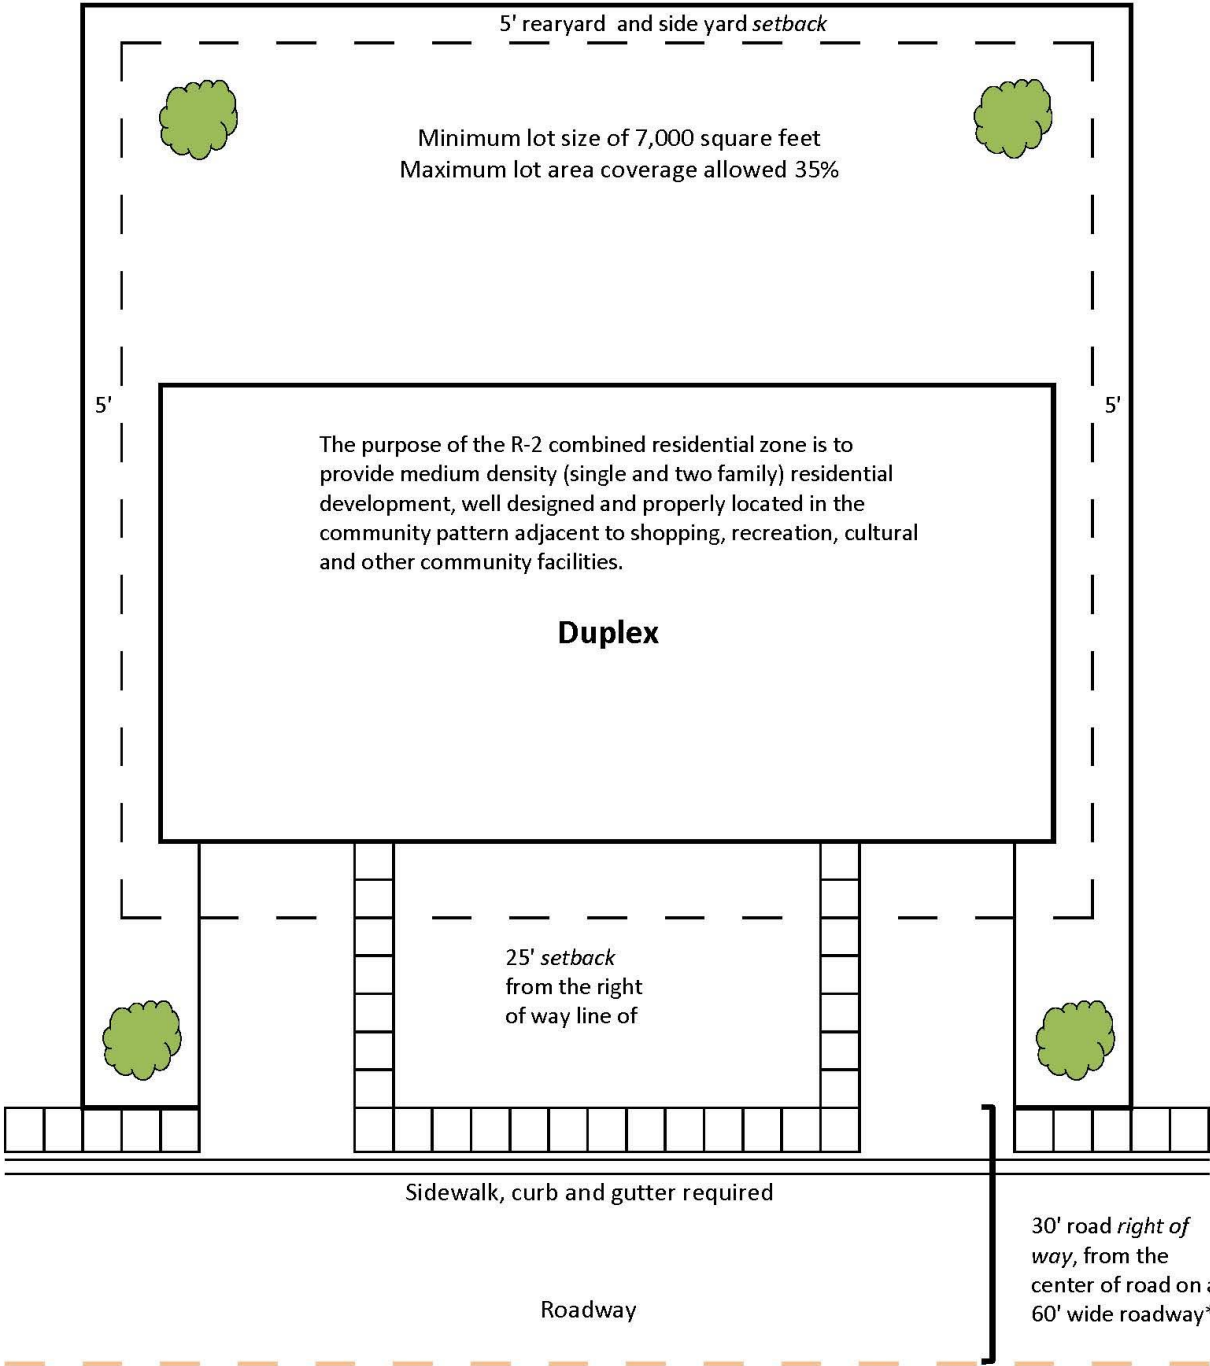 5' rearyard and side yard setback
Minimum lot size of 7,000 square feet
Maximum lot area coverage allowed 35%
5'
5'
The purpose of the R-2 combined residential zone is to
provide medium density (single and two family) residential
development, well designed and properly located in the
community pattern adjacent to shopping, recreation, cultural
and other community facilities.
Duplex
25' setback
from the right
of way line of
Sidewalk, curb and gutter required
30' road right of
way, from the
center of road on a
60' wide roadway*
Roadway